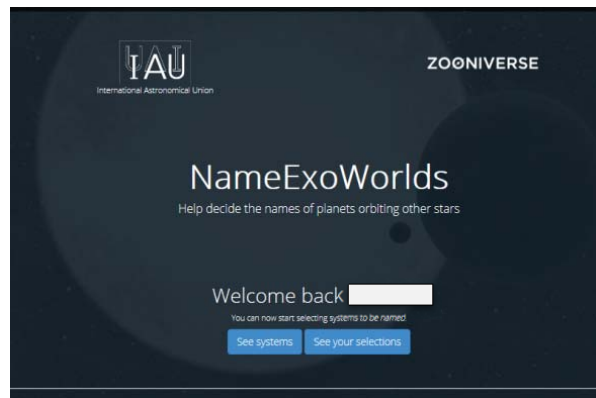 IAU
International Astronomical Union
ZOONIVERSE
NameExoWorlds
Help decide the names of planets orbiting other stars
Welcome back
You can now start selecting systems to be named
See systems See your selections